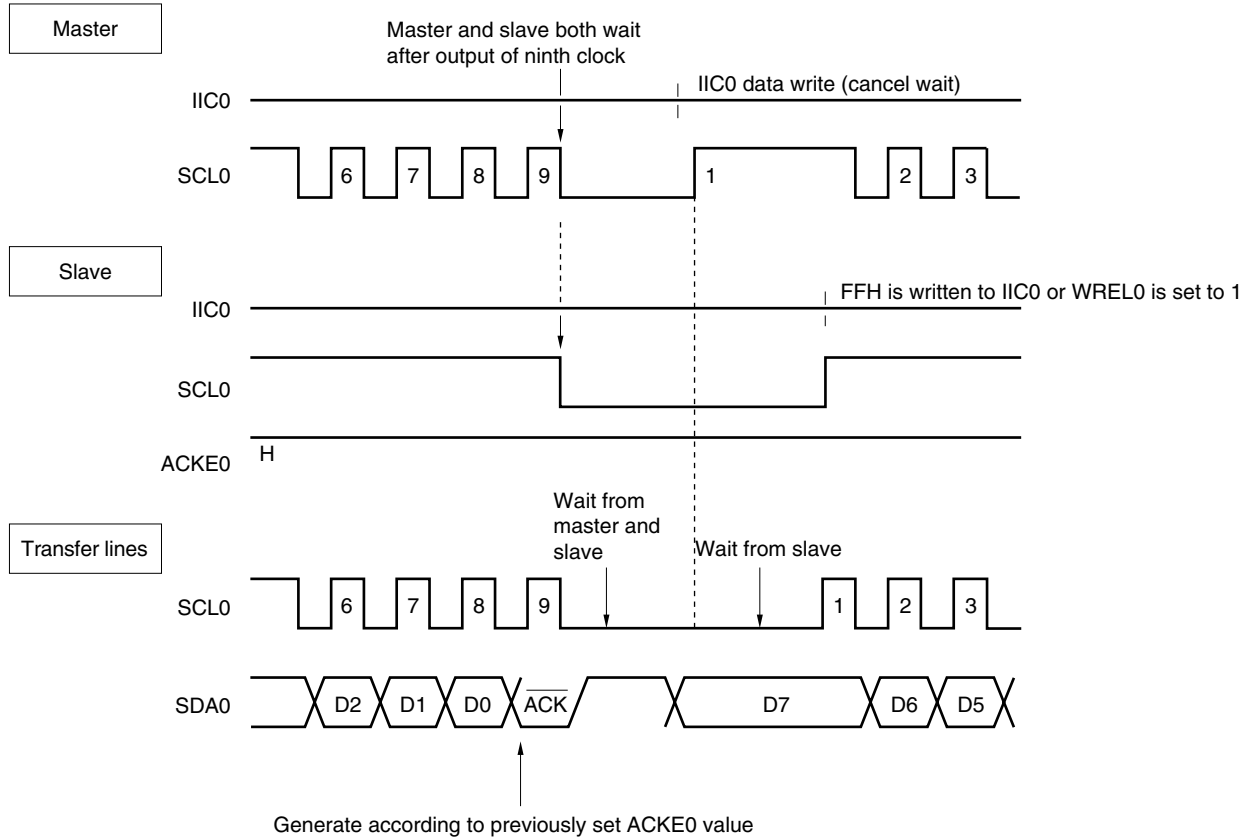 Master
Master and slave both wait
after output of ninth clock
IIC0
IIC0 data write (cancel wait)
SCL0
6 7 8 9 1 2 3
Slave
IIC0
FFH is written to IIC0 or WREL0 is set to 1
SCL0
ACKE0
H
Transfer lines
Wait from
master and
slave
Wait from slave
SCL0
6 7 8 9 1 2 3
SDA0
D2 D1 D0 ACK D7 D6 D5
Generate according to previously set ACKE0 value